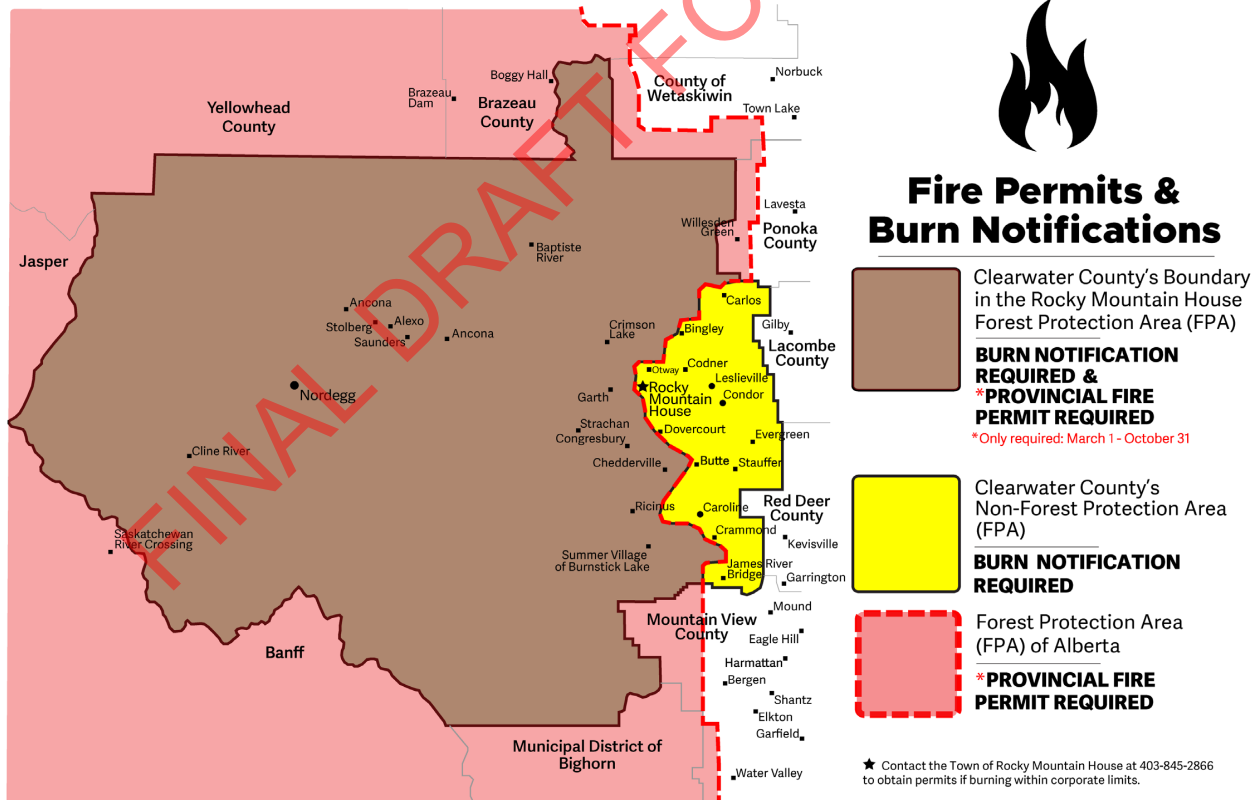 FINAL DRAFT FO
Boggy Hall
Brazeau
Dam
Yellowhead
County
Brazeau
County
County of
Wetaskiwin
Norbuck
Town Lake
Lavesta
Willesden
Green
Ponoka
County
Jasper
Baptiste
River
Ancona
Stolberg
Alexo
Saunders
Ancona
Crimson
Lake
Carlos
Bingley
Gilby
Lacombe
County
Otway
Codner
Leslieville
Rocky
Mountain
House
Condor
Nordegg
Garth
Strachan
Congresbury
Dovercourt
Evergreen
Cline River
Chedderville
Butte
Stauffer
Ricinus
Caroline
Red Deer
County
Crammond
Kevisville
Saskatchewan
River Crossing
Summer Village
of Burnstick Lake
James River
Bridge
Garrington
Mound
Mountain View
County
Eagle Hill
Banff
Harmattan
Bergen
Shantz
Elkton
Garfield
Municipal District of
Bighorn
Water Valley
Fire Permits &
Burn Notifications
Clearwater County's Boundary
in the Rocky Mountain House
Forest Protection Area (FPA)
BURN NOTIFICATION
REQUIRED &
*PROVINCIAL FIRE
PERMIT REQUIRED
*Only required: March 1 - October 31
Clearwater County's
Non-Forest Protection Area
(FPA)
BURN NOTIFICATION
REQUIRED
Forest Protection Area
(FPA) of Alberta
*PROVINCIAL FIRE
PERMIT REQUIRED
★ Contact the Town of Rocky Mountain House at 403-845-2866
to obtain permits if burning within corporate limits.